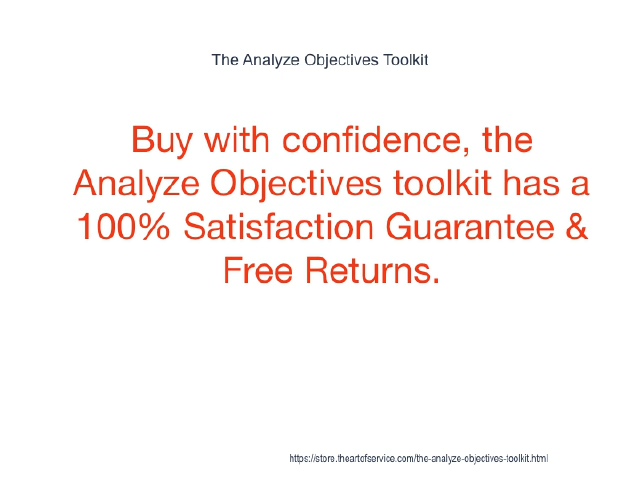 The Analyze Objectives Toolkit
Buy with confidence, the
Analyze Objectives toolkit has a
100% Satisfaction Guarantee &
Free Returns.
https://store.theartofservice.com/the-analyze-objectives-toolkit.html